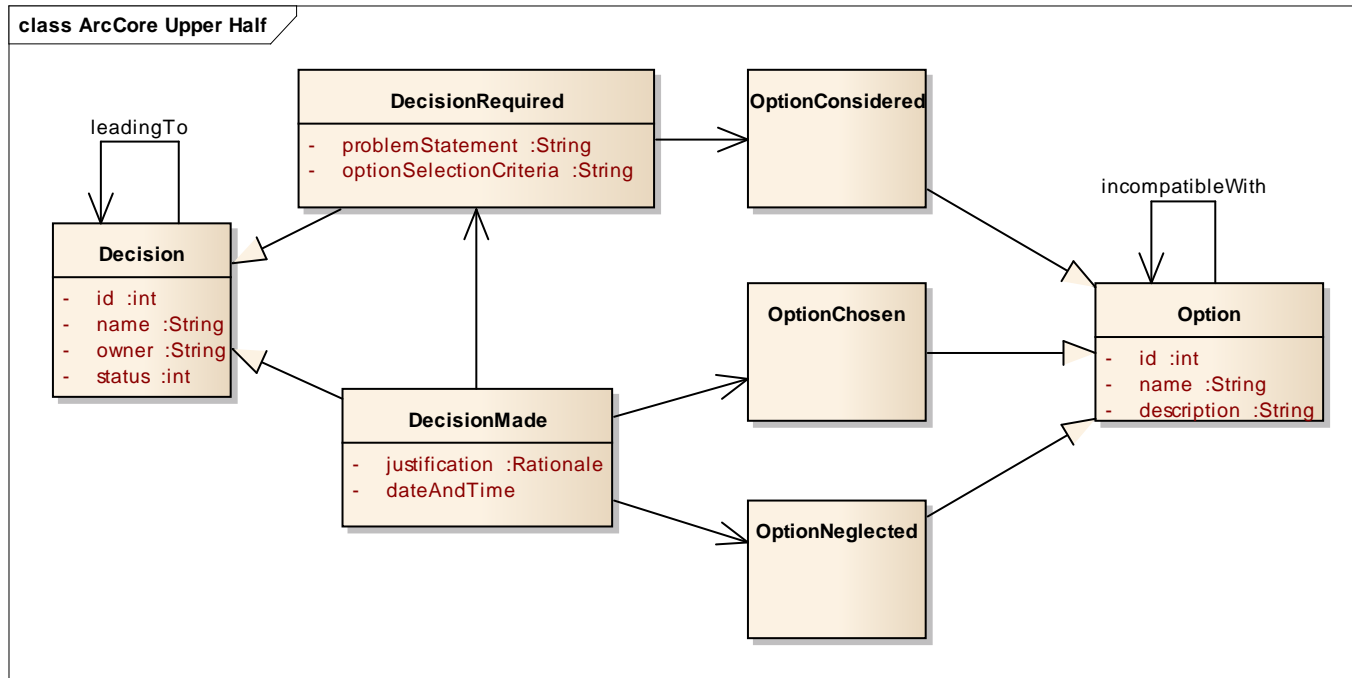 class ArcCore Upper Half
leadingTo
DecisionRequired
- problemStatement :String
- optionSelectionCriteria :String
OptionConsidered
incompatibleWith
Decision
- id :int
- name :String
- owner :String
- status :int
OptionChosen
Option
- id :int
- name :String
- description :String
DecisionMade
- justification :Rationale
- dateAndTime
OptionNeglected